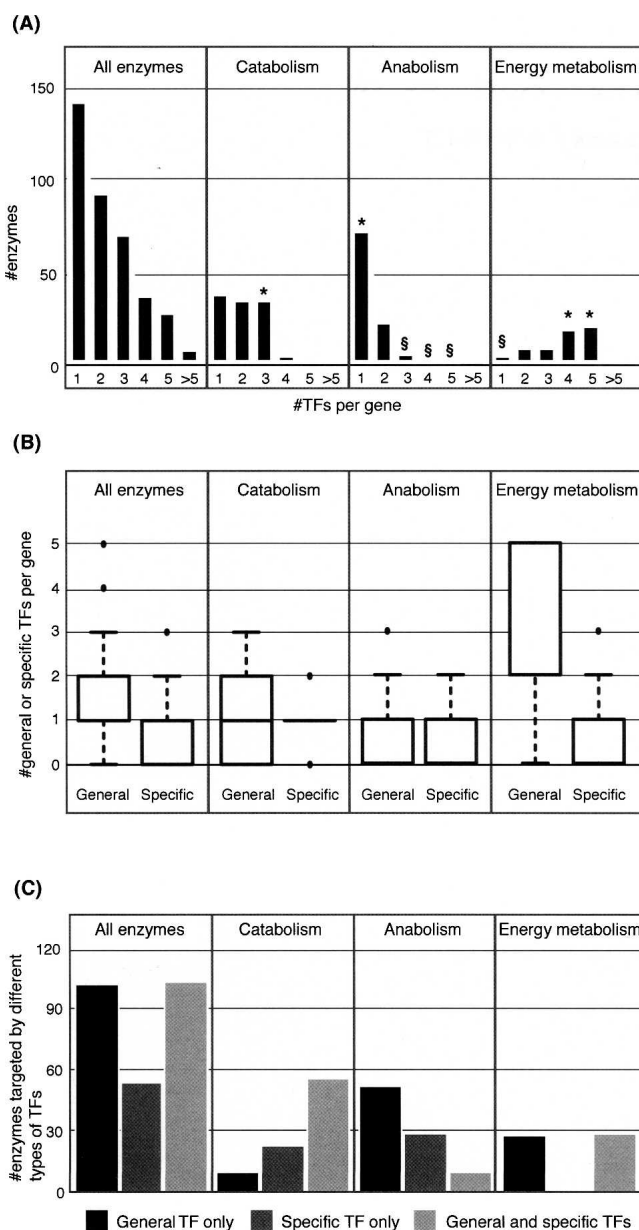 (A)
All enzymes Catabolism Anabolism Energy metabolism
150
100
50
0
#enzymes
* * § § § § * *
1 2 3 4 5 >5 1 2 3 4 5 >5 1 2 3 4 5 >5 1 2 3 4 5 >5
#TFs per gene
(B)
All enzymes Catabolism Anabolism Energy metabolism
5
4
3
2
1
0
#general or specific TFs per gene
General Specific General Specific General Specific General Specific
(C)
All enzymes Catabolism Anabolism Energy metabolism
120
90
60
30
0
#enzymes targeted by different
types of TFs
General TF only Specific TF only General and specific TFs